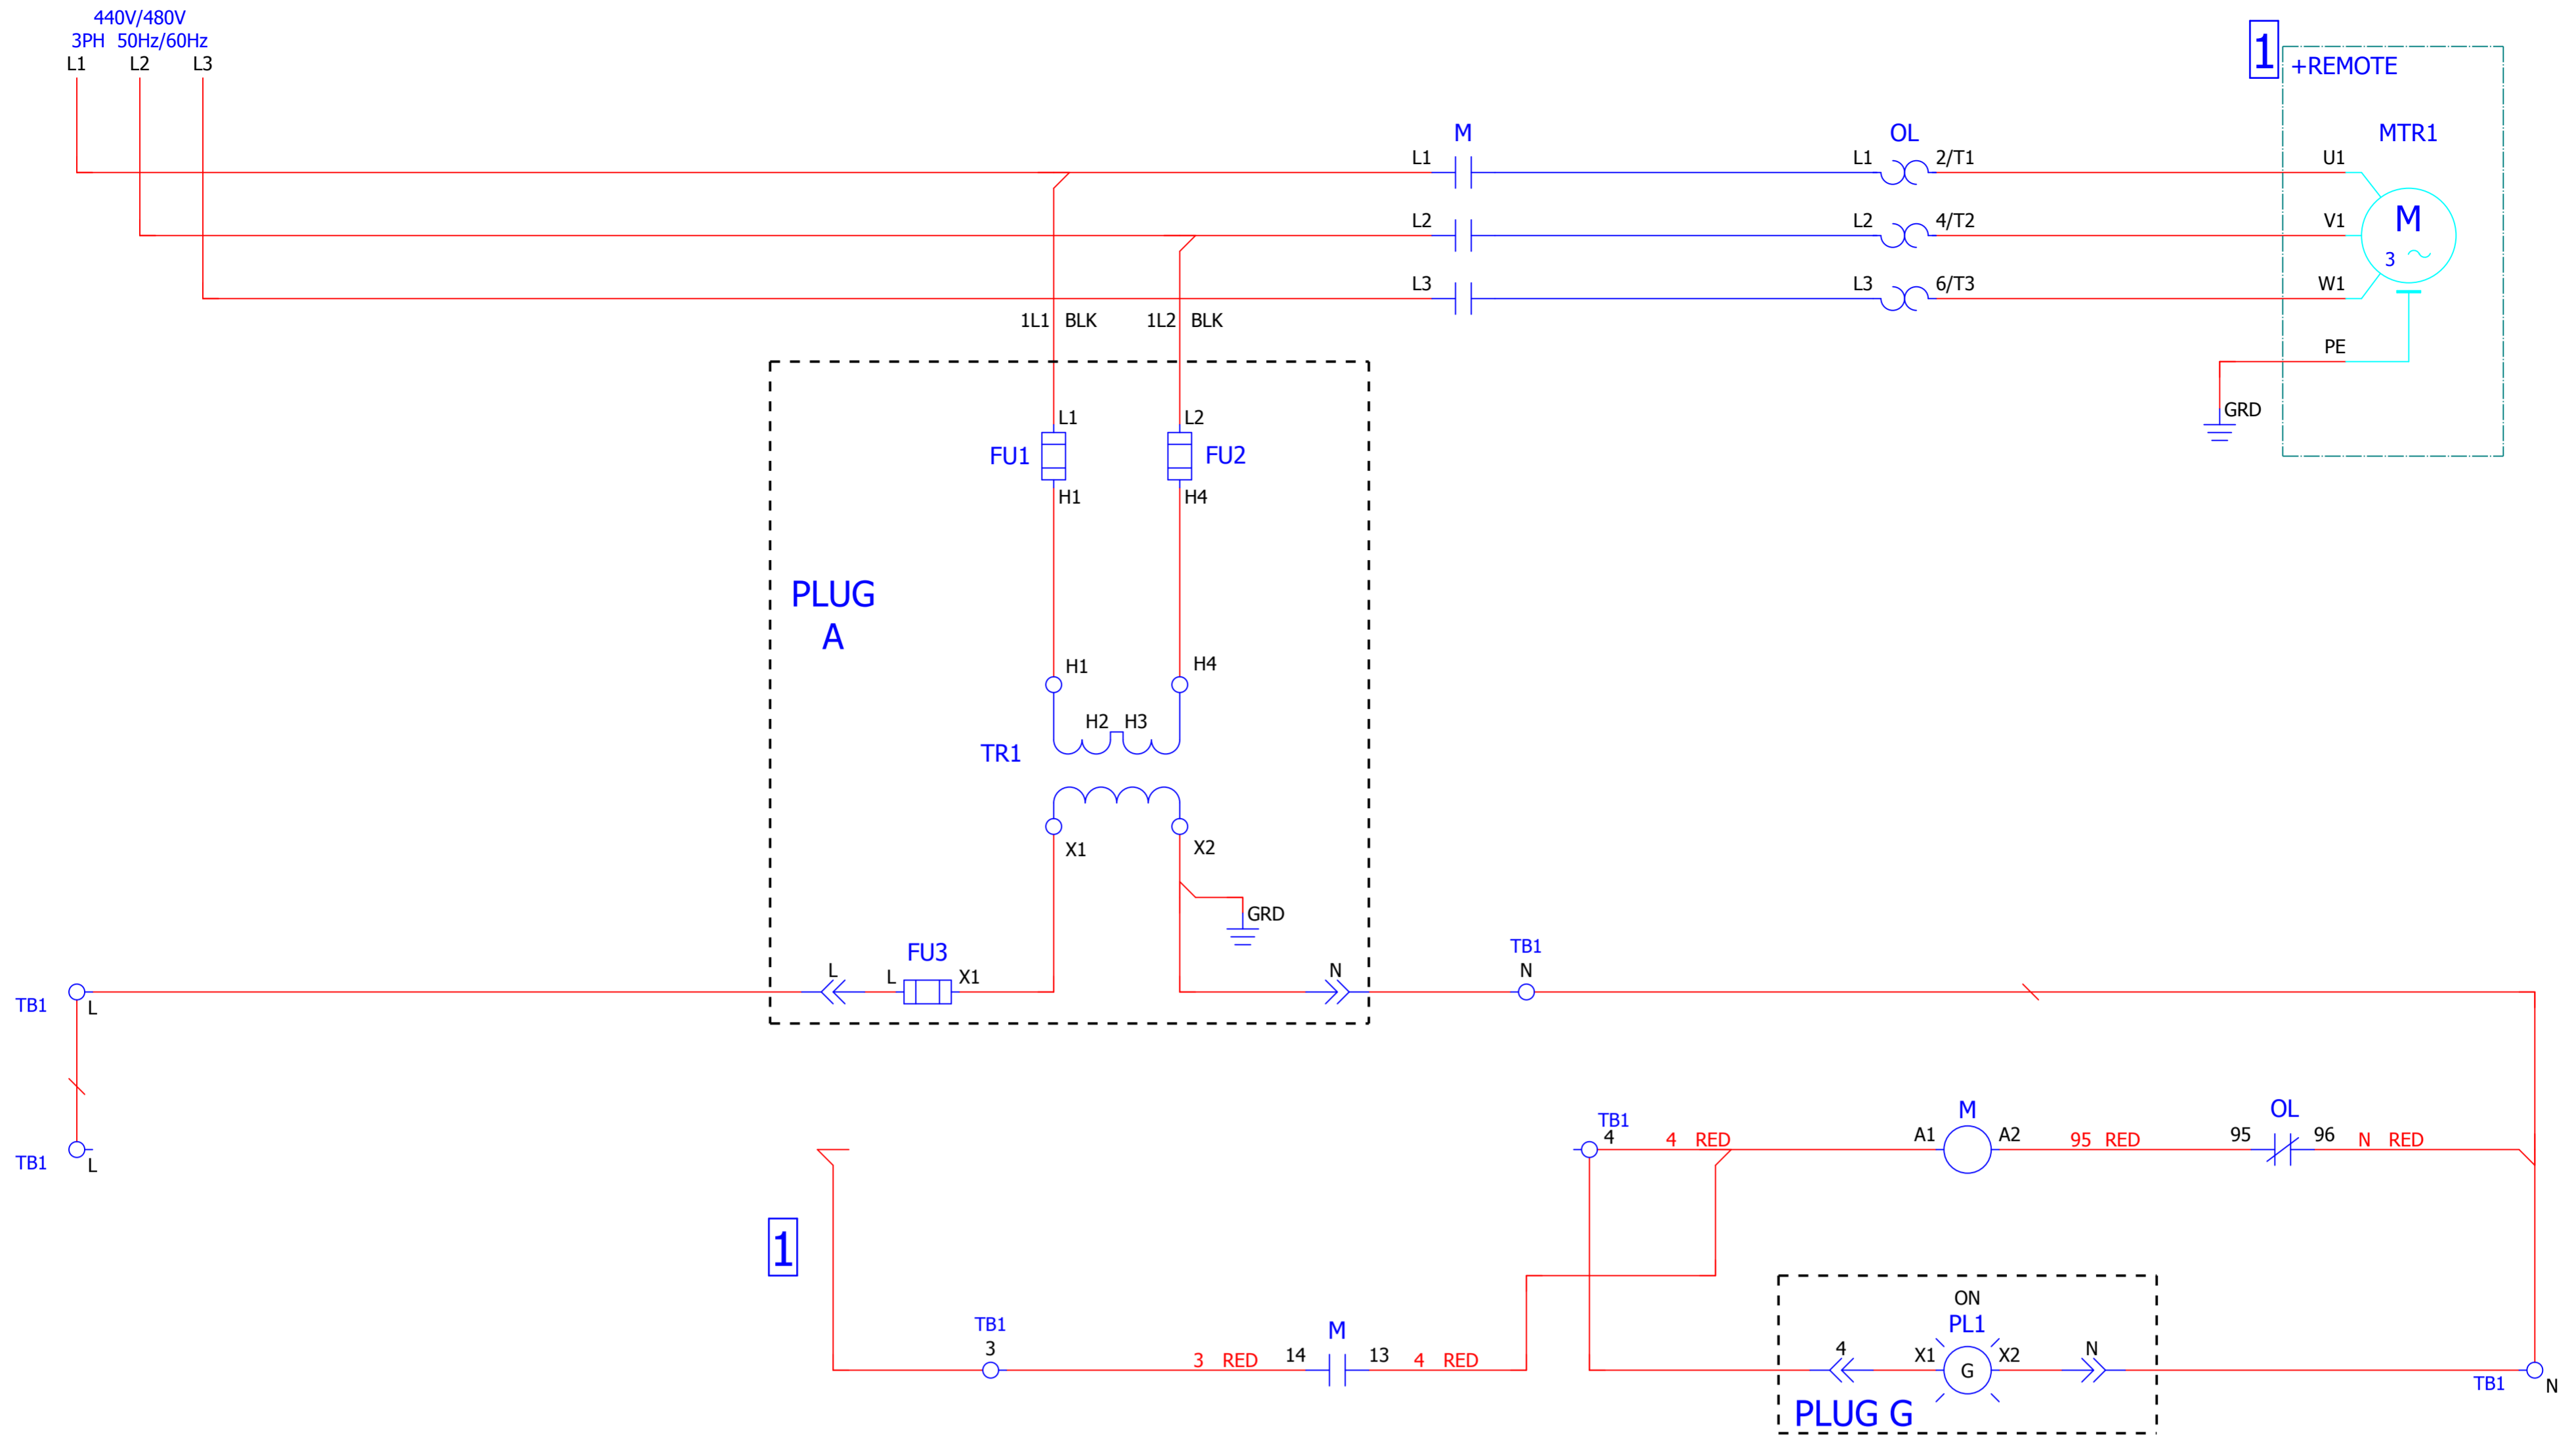 440V/480V
3PH 50Hz/60Hz
L1 L2 L3
1
+REMOTE
M OL MTR1
L1 L1 2/T1 U1
L2 L2 4/T2 V1
M
3
L3 L3 6/T3 W1
1L1 BLK 1L2 BLK
PE
GRD
L1 L2
FU1 FU2
H1 H4
PLUG
A
H1 H4
H2 H3
TR1
X1 X2
GRD
FU3
L L X1 N
TB1
N
TB1 L
TB1 L
TB1
4
4 RED
M
A1 A2
95 RED
OL
95 96
N RED
1
TB1
3
3 RED
M
14 13
4 RED
ON
PL1
4 X1 G X2 N
PLUG G
TB1 N